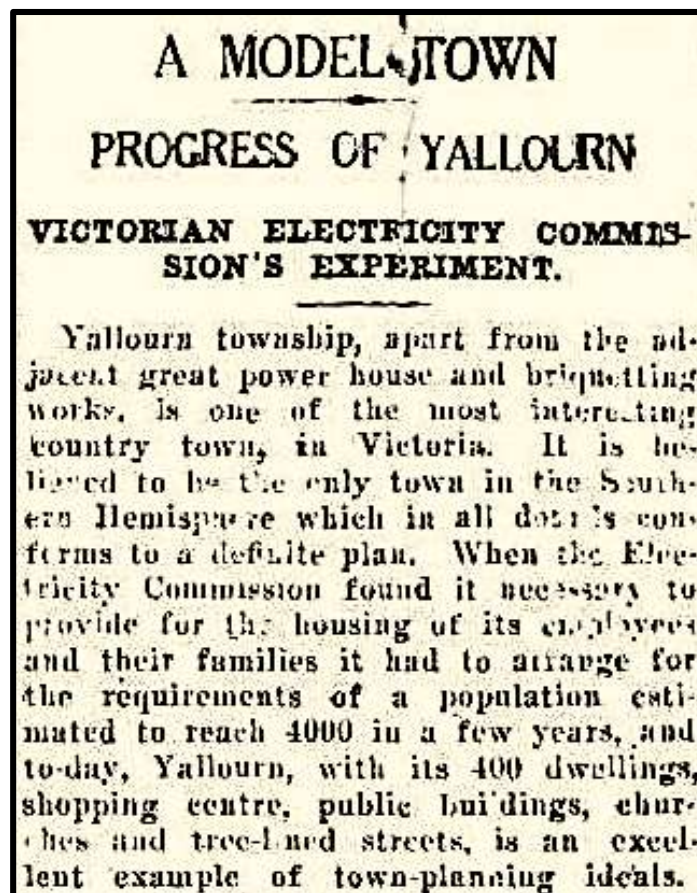 A MODEL TOWN
PROGRESS OF YALLOURN
VICTORIAN ELECTRICITY COMMIS-
SION'S EXPERIMENT.
Yallourn township, apart from the ad-
jacent great power house and briquetting
works, is one of the most interesting
country town, in Victoria. It is be-
lieved to be the only town in the South-
ern Hemisphere which in all details con-
forms to a definite plan. When the Elec-
tricity Commission found it necessary to
provide for the housing of its employees
and their families it had to arrange for
the requirements of a population esti-
mated to reach 4000 in a few years, and
to-day, Yallourn, with its 400 dwellings,
shopping centre, public buildings, chur-
ches and tree-lined streets, is an excel-
lent example of town-planning ideals.